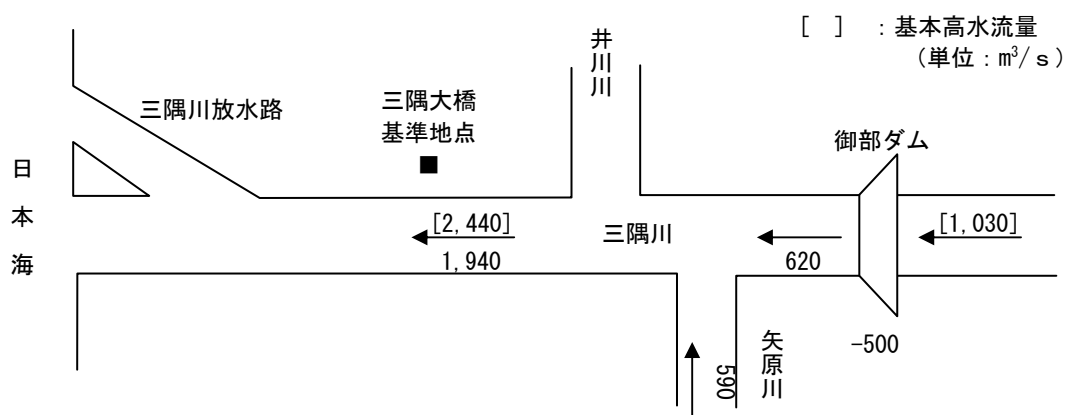 [ ] : 基本高水流量
(単位：m³/ｓ)
井川川
三隅川放水路
三隅大橋
基準地点
■
御部ダム
日本海
[2,440]
1,940
三隅川
620
[1,030]
-500
矢原川
590